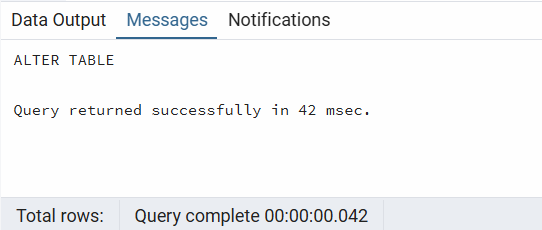 Data Output Messages Notifications
ALTER TABLE
Query returned successfully in 42 msec.
Total rows: Query complete 00:00:00.042